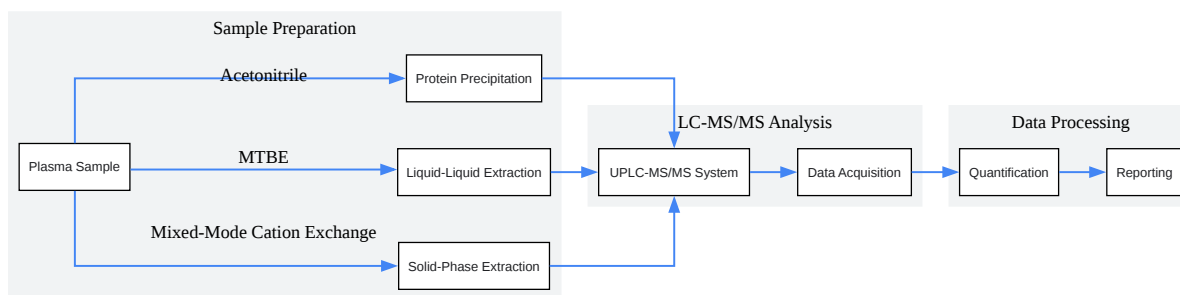 Sample Preparation
Acetonitrile
Protein Precipitation
LC-MS/MS Analysis
Data Processing
Plasma Sample
MTBE
Liquid-Liquid Extraction
UPLC-MS/MS System
Data Acquisition
Quantification
Reporting
Mixed-Mode Cation Exchange
Solid-Phase Extraction